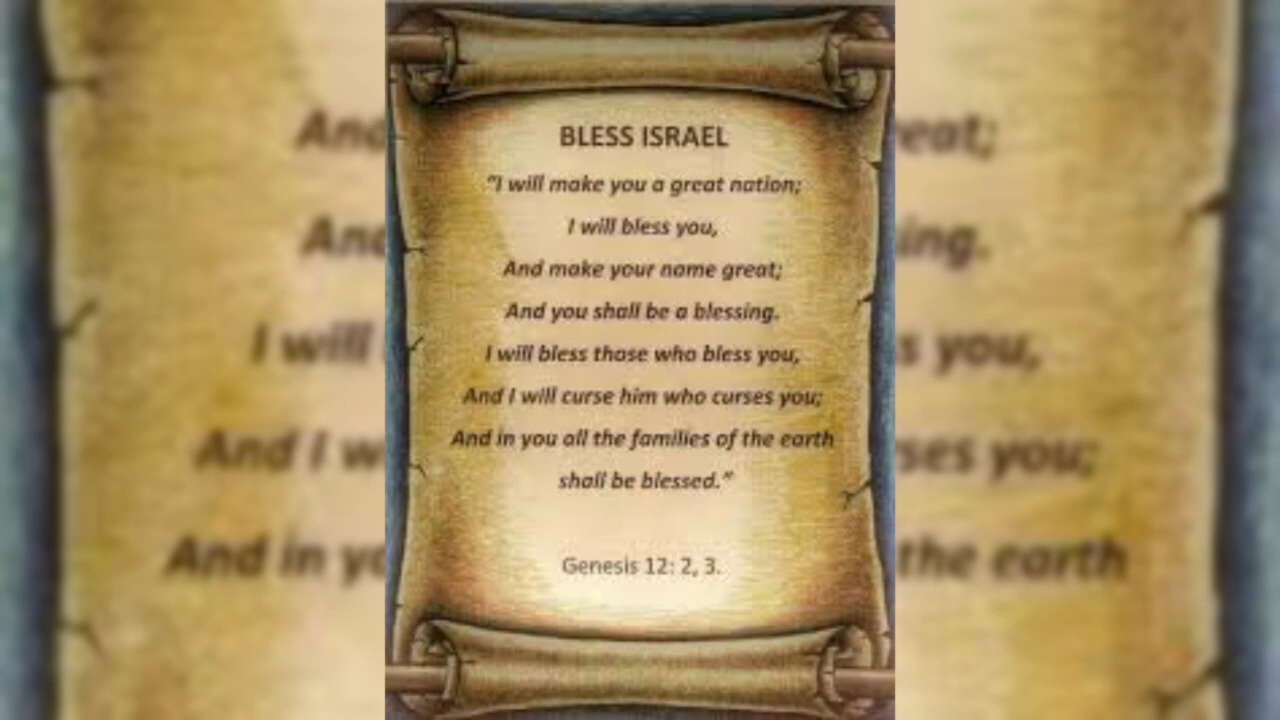 BLESS ISRAEL
“I will make you a great nation;
I will bless you,
And make your name great;
And you shall be a blessing.
I will bless those who bless you,
And I will curse him who curses you;
And in you all the families of the earth
shall be blessed.”
Genesis 12: 2, 3.